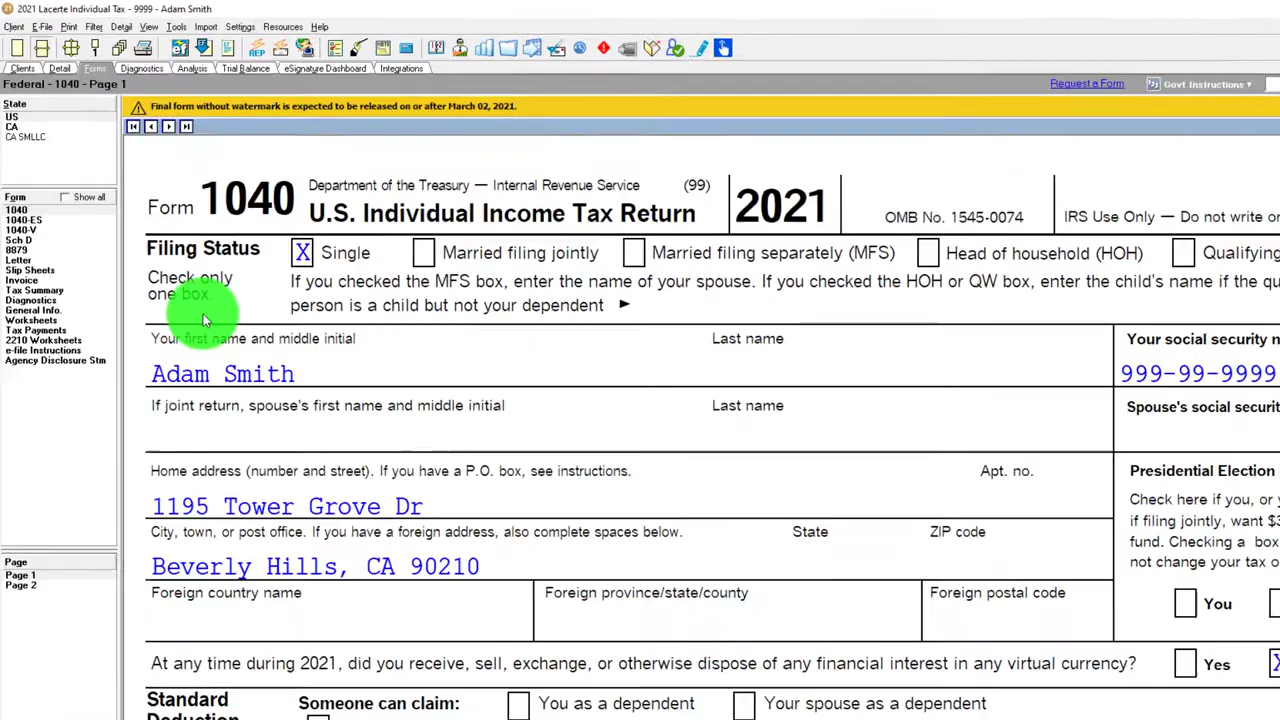 2021 Lacerte Individual Tax - 9999 - Adam Smith
Client E-File Print Filter Detail View Tools Import Settings Resources Help
Clients Detail Forms Diagnostics Analysis Trial Balance eSignature Dashboard Integrations
Federal - 1040 - Page 1 Request a Form Govt Instructions
State
US
CA
CA SMLLC
Form Show all
1040
1040-ES
1040-V
Sch D
8879
Letter
Slip Sheets
Invoice
Tax Summary
Diagnostics
General Info.
Worksheets
Tax Payments
2210 Worksheets
e-file Instructions
Agency Disclosure Stm
Page
Page 1
Page 2
Final form without watermark is expected to be released on or after March 02, 2021.
Form 1040 Department of the Treasury — Internal Revenue Service (99)
U.S. Individual Income Tax Return 2021 OMB No. 1545-0074 IRS Use Only - Do not write or
Filing Status X Single Married filing jointly Married filing separately (MFS) Head of household (HOH) Qualifying
Check only
one box.
If you checked the MFS box, enter the name of your spouse. If you checked the HOH or QW box, enter the child's name if the qu
person is a child but not your dependent
Your first name and middle initial Last name Your social security n
Adam Smith 999-99-9999
If joint return, spouse's first name and middle initial Last name Spouse's social securit
Home address (number and street). If you have a P.O. box, see instructions. Apt. no.
1195 Tower Grove Dr
City, town, or post office. If you have a foreign address, also complete spaces below. State ZIP code
Beverly Hills, CA 90210
Foreign country name Foreign province/state/county Foreign postal code
Presidential Election
Check here if you, or y
if filing jointly, want $3
fund. Checking a box
not change your tax o
You
At any time during 2021, did you receive, sell, exchange, or otherwise dispose of any financial interest in any virtual currency? Yes X
Standard Someone can claim: You as a dependent Your spouse as a dependent
Deduction